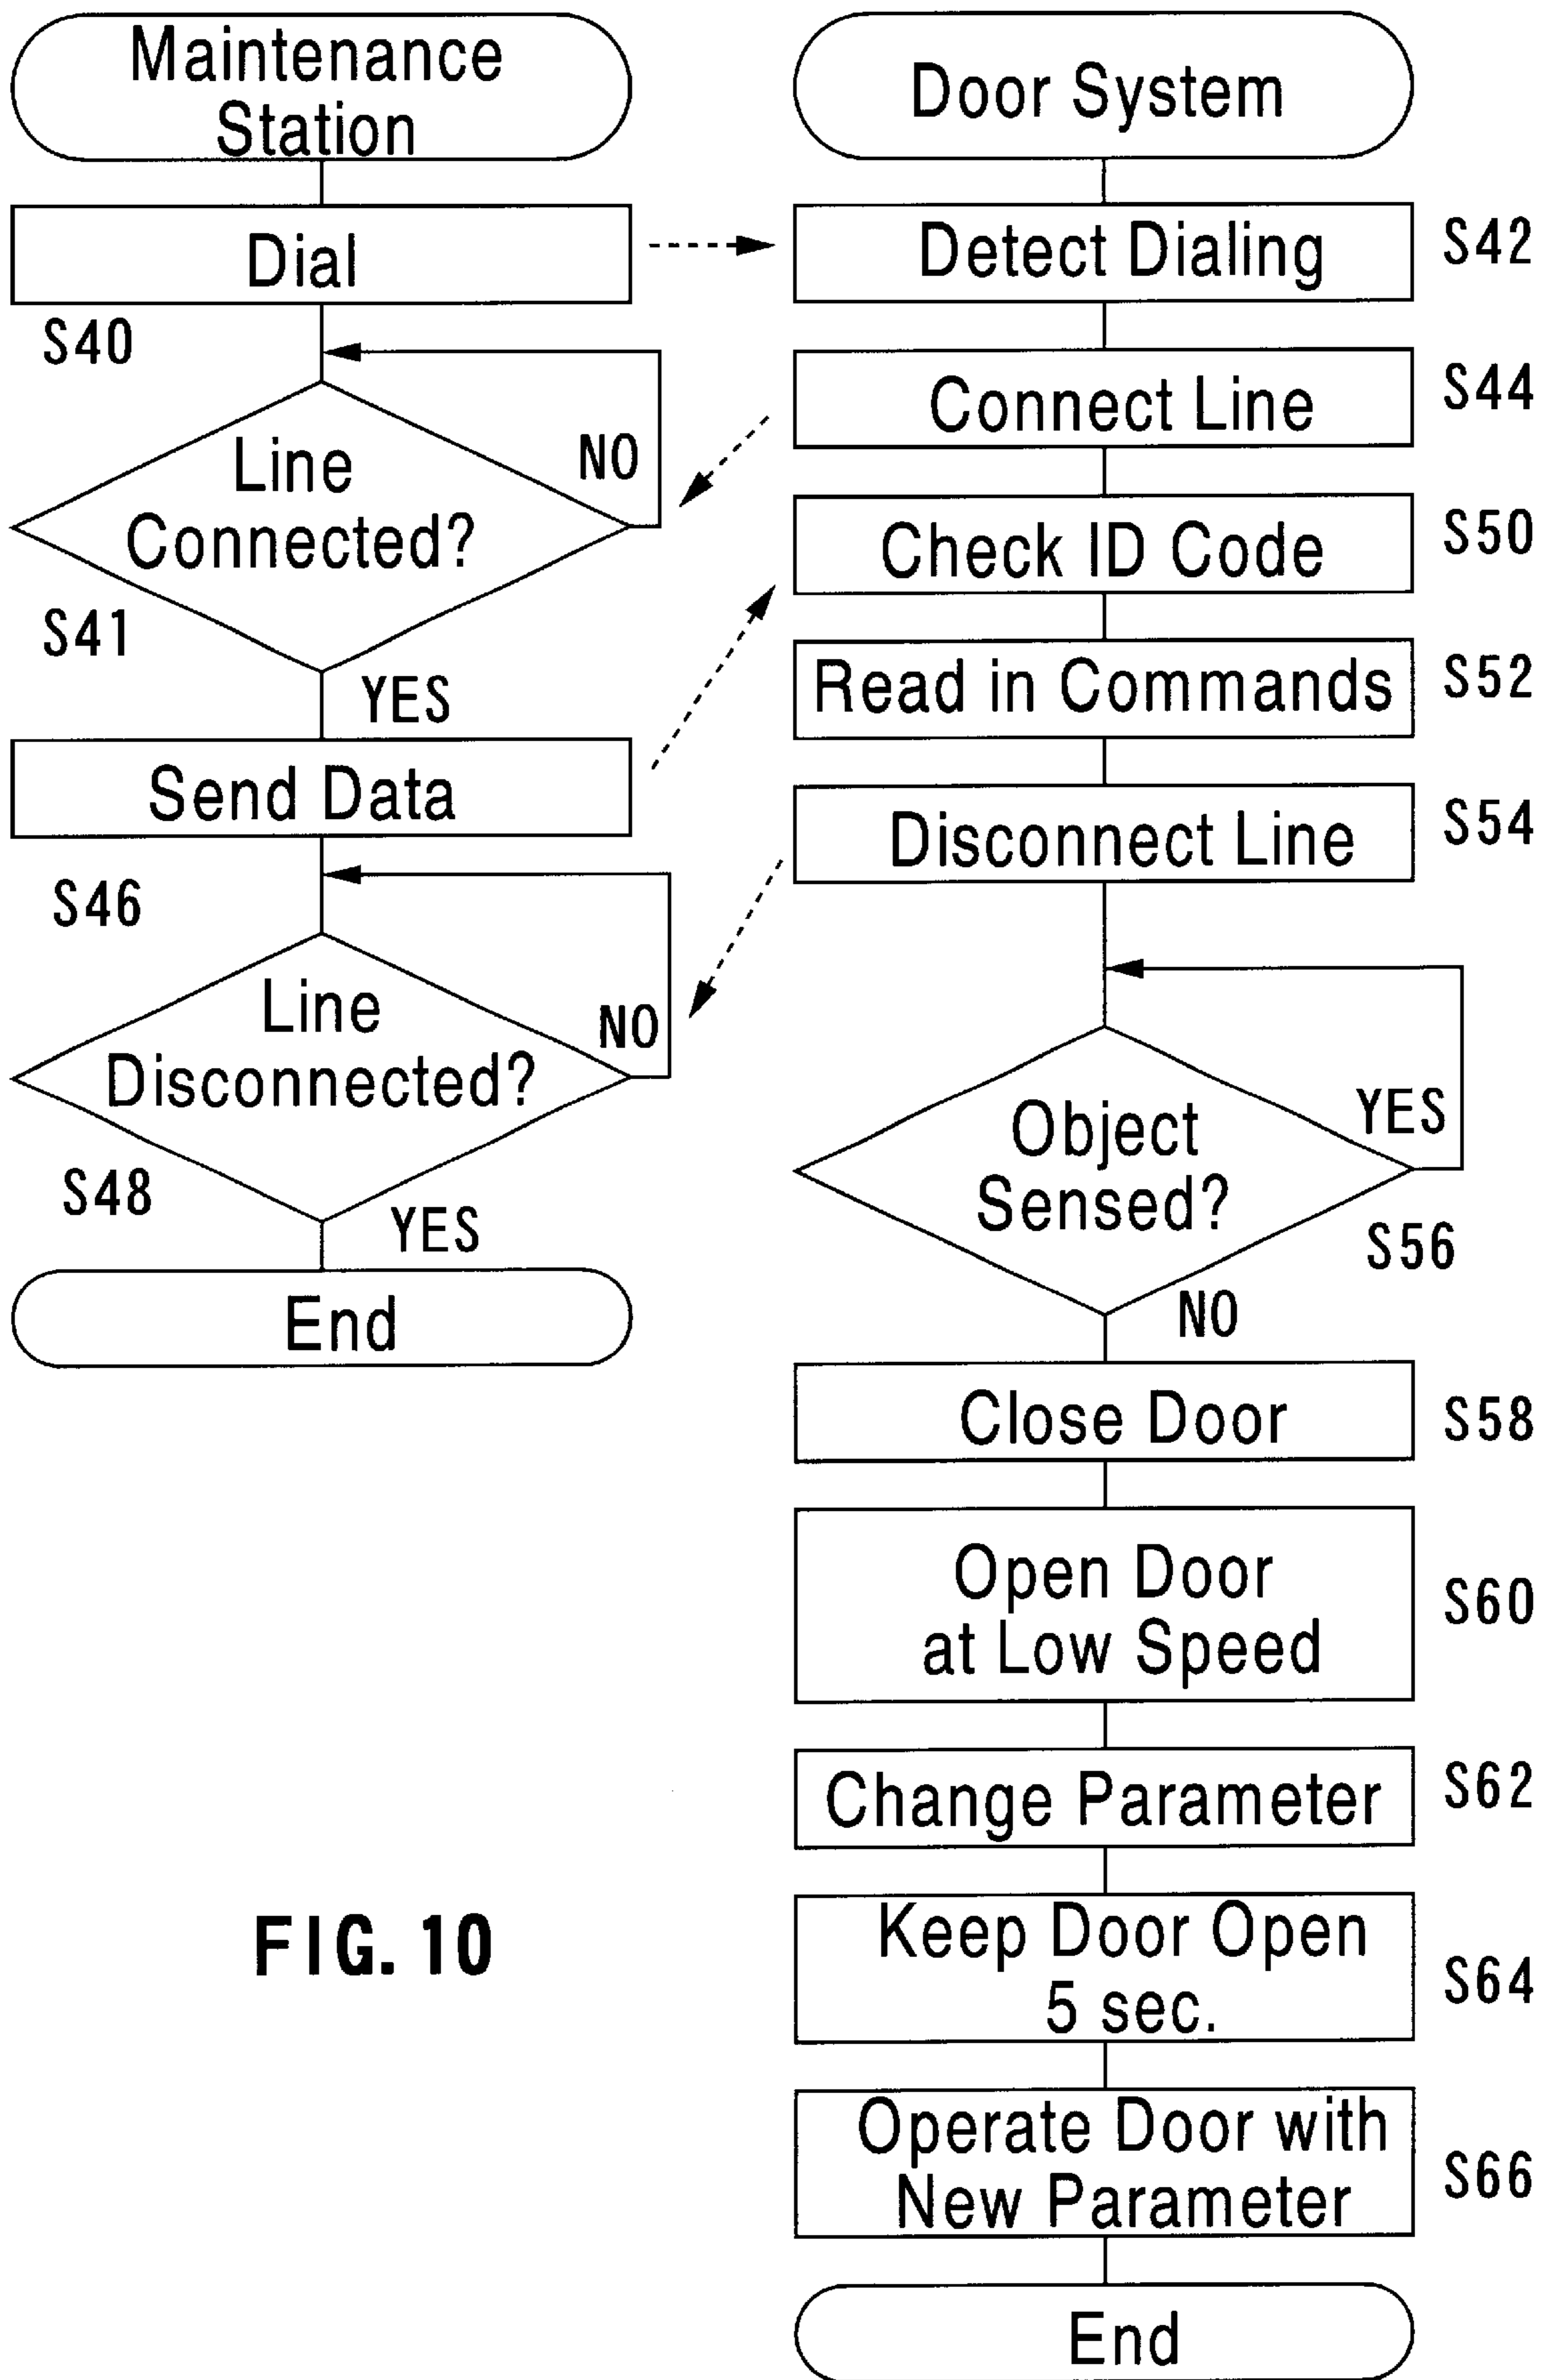 Maintenance
Station
Dial
S40
Line
Connected?
NO
S41
YES
Send Data
S46
Line
Disconnected?
NO
S48
YES
End
Door System
Detect Dialing
S42
Connect Line
S44
Check ID Code
S50
Read in Commands
S52
Disconnect Line
S54
Object
Sensed?
YES
S56
NO
Close Door
S58
Open Door
at Low Speed
S60
Change Parameter
S62
Keep Door Open
5 sec.
S64
Operate Door with
New Parameter
S66
End
FIG. 10